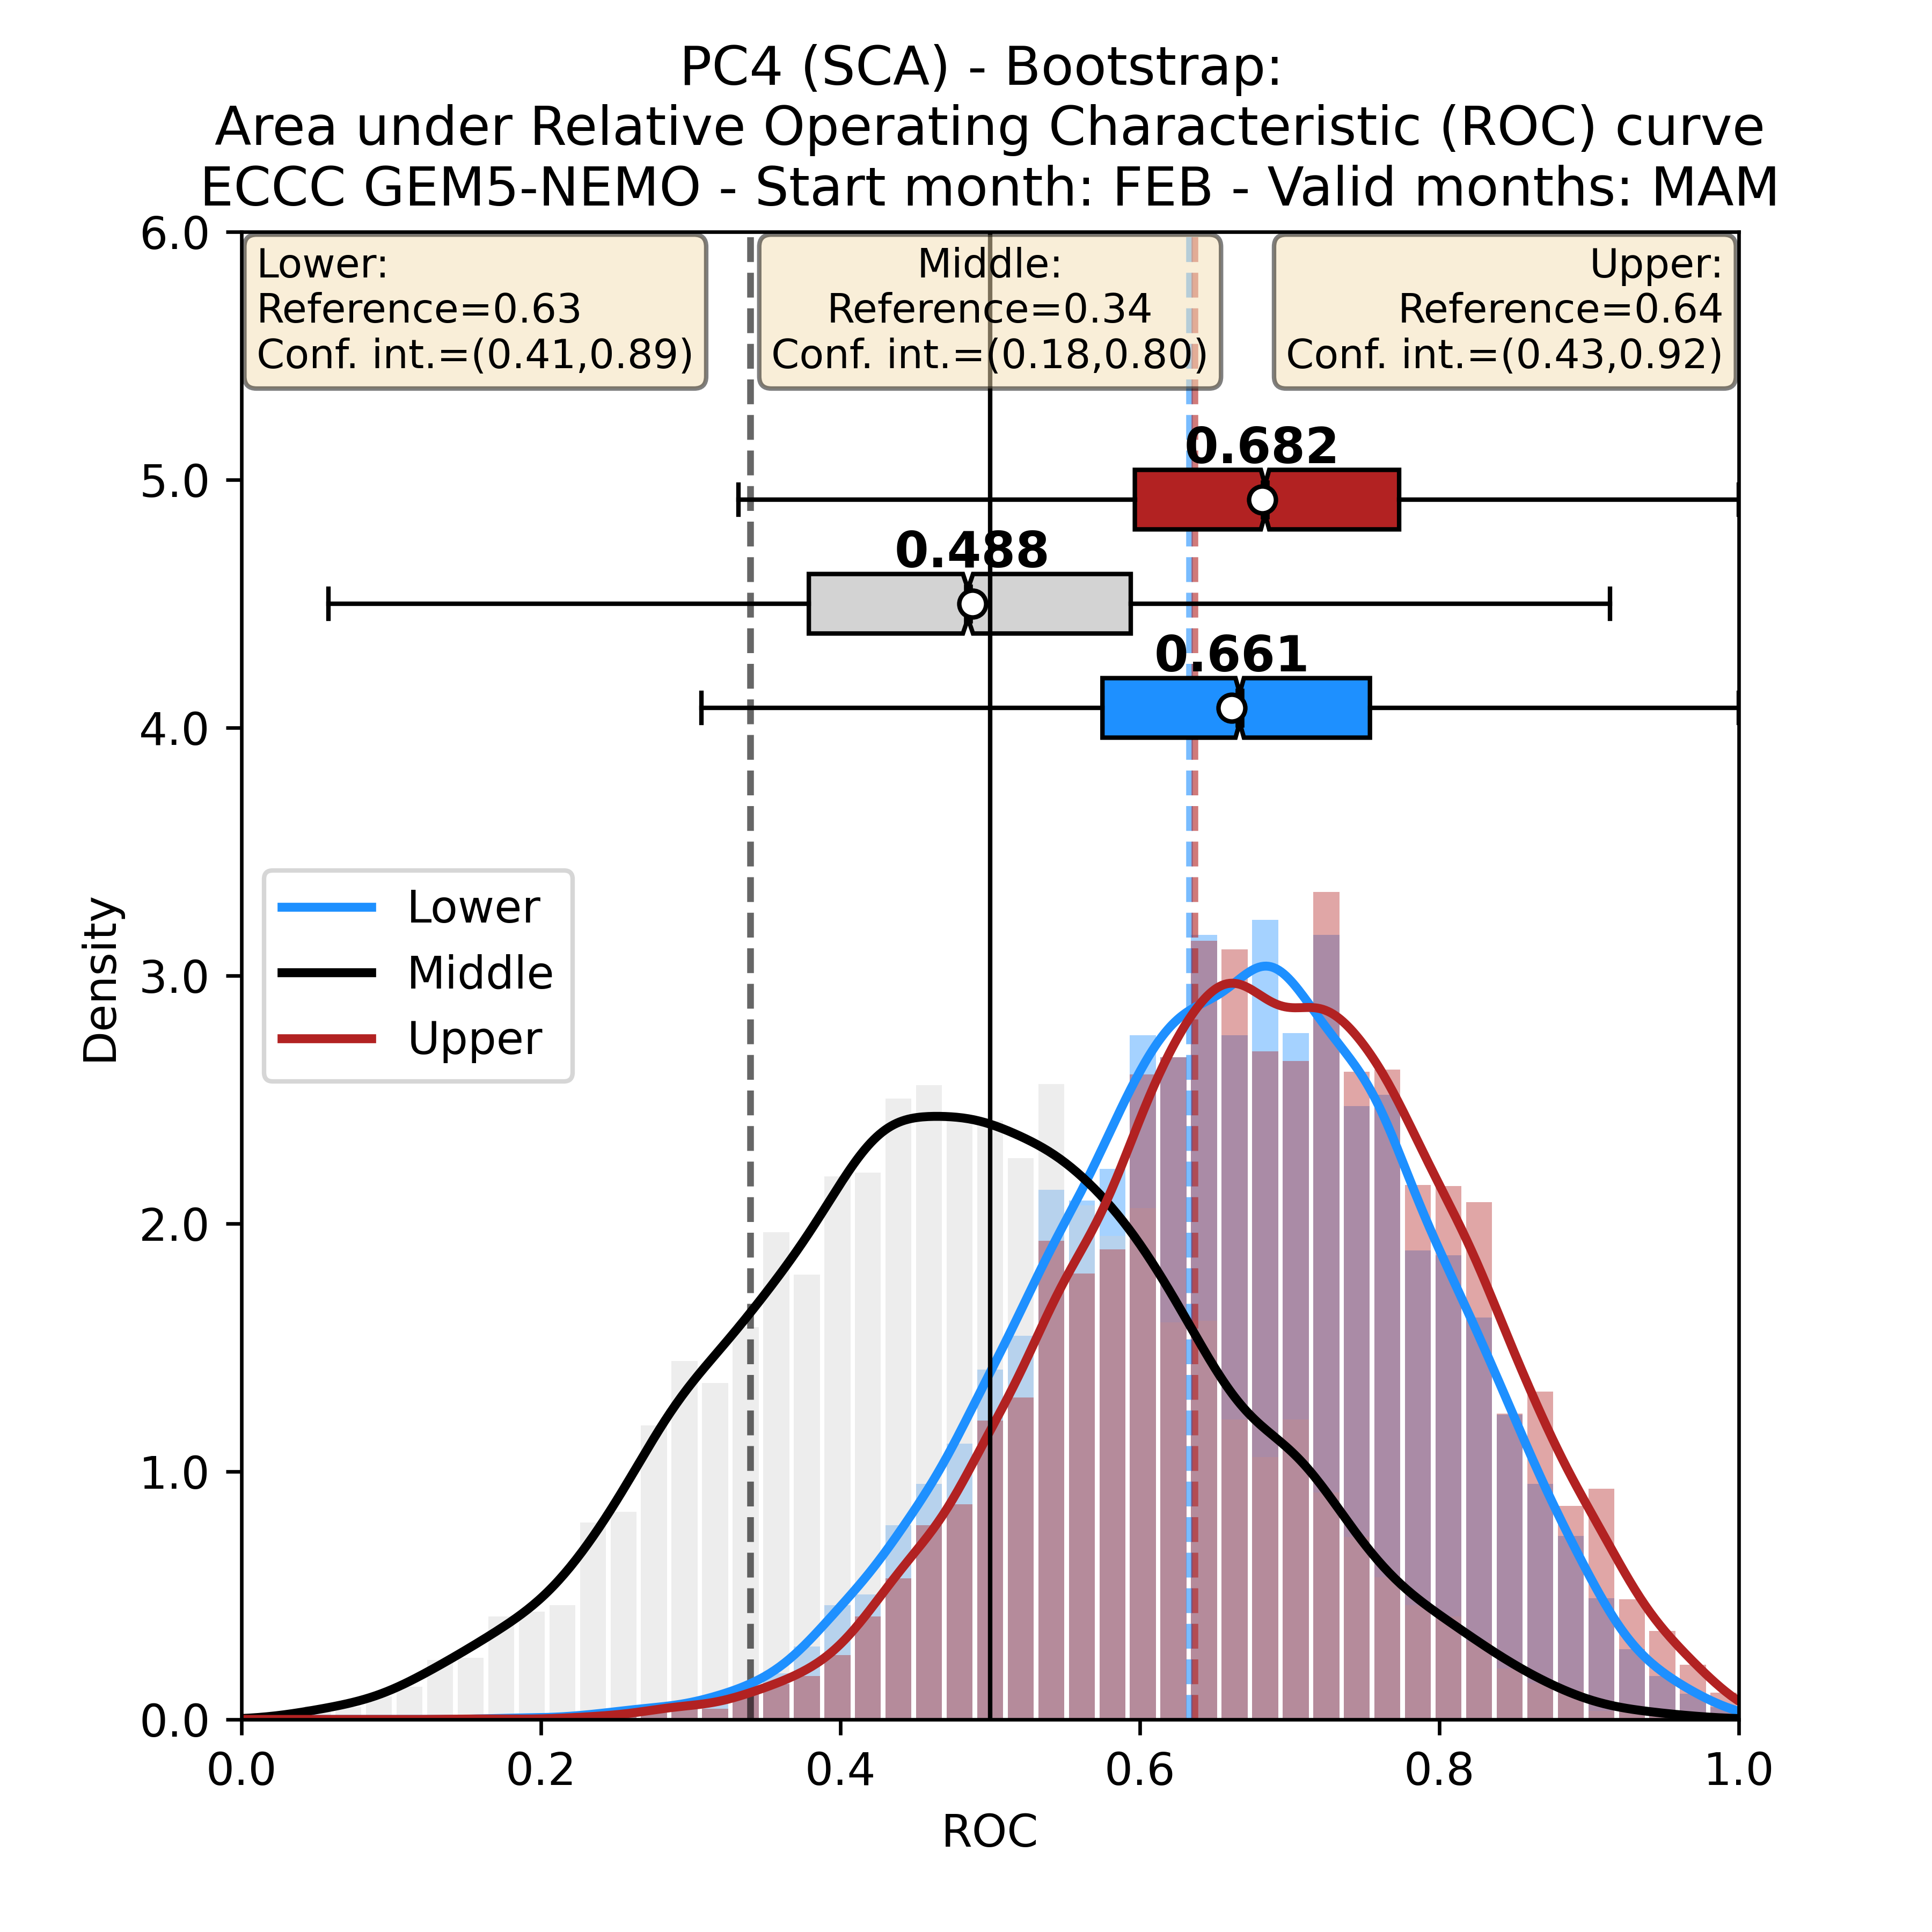 PC4 (SCA) - Bootstrap:
Area under Relative Operating Characteristic (ROC) curve
ECCC GEM5-NEMO - Start month: FEB - Valid months: MAM
Lower:
Reference=0.63
Conf. int.=(0.41,0.89)
Middle:
Reference=0.34
Conf. int.=(0.18,0.80)
Upper:
Reference=0.64
Conf. int.=(0.43,0.92)
0.682
0.488
0.661
Lower
Middle
Upper
Density
6.0
5.0
4.0
3.0
2.0
1.0
0.0
0.0 0.2 0.4 0.6 0.8 1.0
ROC